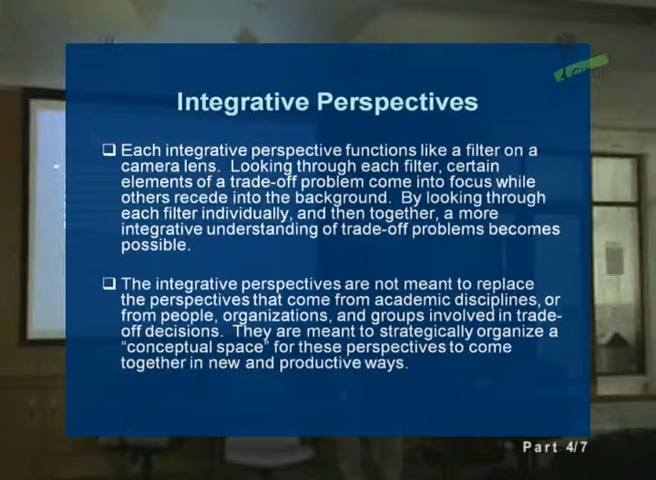 Integrative Perspectives
❑ Each integrative perspective functions like a filter on a
camera lens.  Looking through each filter, certain
elements of a trade-off problem come into focus while
others recede into the background.  By looking through
each filter individually, and then together, a more
integrative understanding of trade-off problems becomes
possible.
❑ The integrative perspectives are not meant to replace
the perspectives that come from academic disciplines, or
from people, organizations, and groups involved in trade-
off decisions.  They are meant to strategically organize a
“conceptual space” for these perspectives to come
together in new and productive ways.
Part 4/7